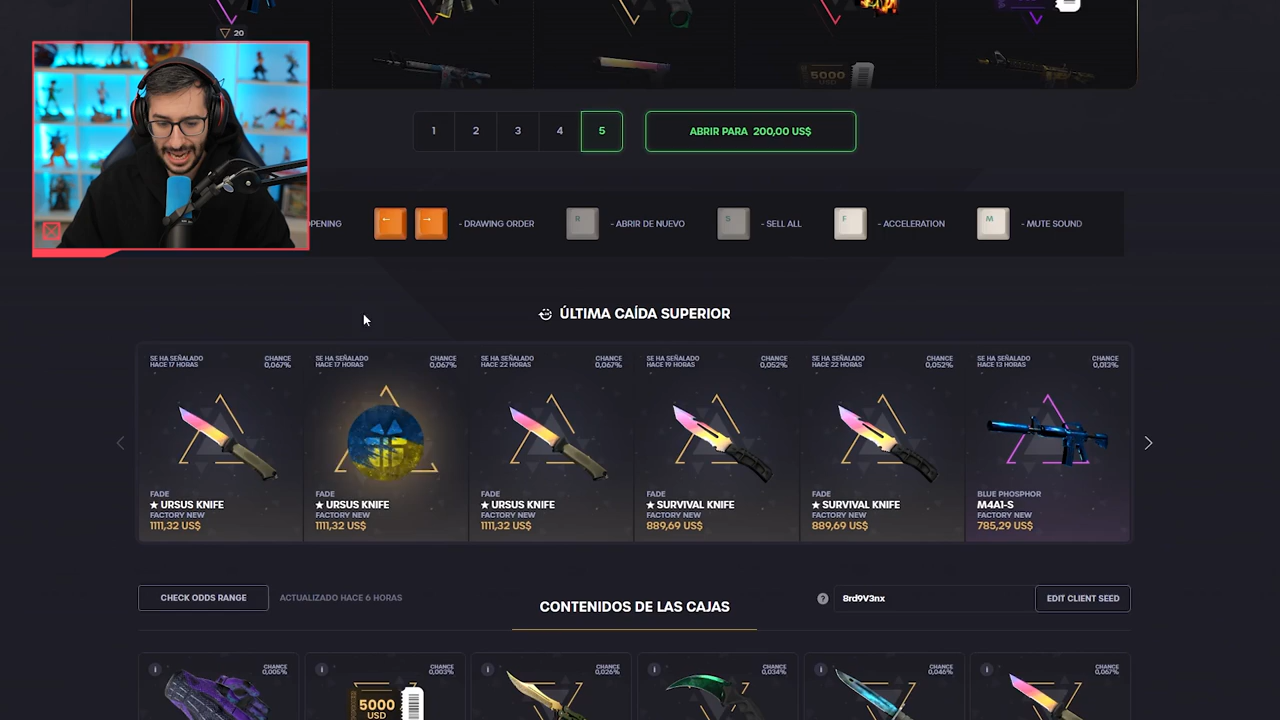 20
5000
USD
1 2 3 4 5 ABRIR PARA 200,00 US$
OPENING ← → - DRAWING ORDER R - ABRIR DE NUEVO S - SELL ALL F - ACCELERATION M - MUTE SOUND
ÚLTIMA CAÍDA SUPERIOR
SE HA SEÑALADO
HACE 17 HORAS
CHANCE
0,067%
FADE
★ URSUS KNIFE
FACTORY NEW
1111,32 US$
SE HA SEÑALADO
HACE 17 HORAS
CHANCE
0,067%
FADE
★ URSUS KNIFE
FACTORY NEW
1111,32 US$
SE HA SEÑALADO
HACE 22 HORAS
CHANCE
0,067%
FADE
★ URSUS KNIFE
FACTORY NEW
1111,32 US$
SE HA SEÑALADO
HACE 19 HORAS
CHANCE
0,052%
FADE
★ SURVIVAL KNIFE
FACTORY NEW
889,69 US$
SE HA SEÑALADO
HACE 22 HORAS
CHANCE
0,052%
FADE
★ SURVIVAL KNIFE
FACTORY NEW
889,69 US$
SE HA SEÑALADO
HACE 13 HORAS
CHANCE
0,013%
BLUE PHOSPHOR
M4A1-S
FACTORY NEW
785,29 US$
CHECK ODDS RANGE ACTUALIZADO HACE 6 HORAS
CONTENIDOS DE LAS CAJAS
? 8rd9V3nx EDIT CLIENT SEED
CHANCE
0,005%
CHANCE
0,003%
5000
USD
CHANCE
0,026%
CHANCE
0,034%
CHANCE
0,046%
CHANCE
0,067%